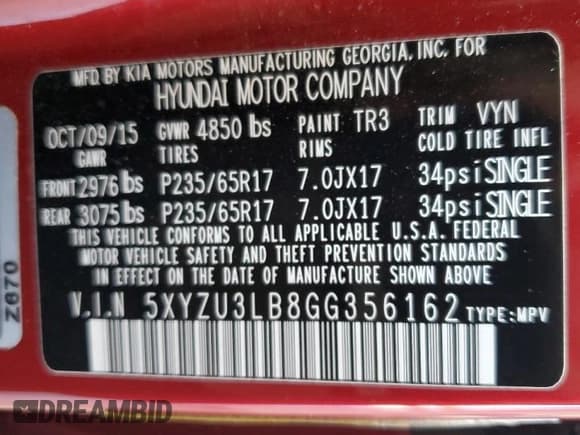 MFD BY KIA MOTORS MANUFACTURING GEORGIA, INC. FOR
HYUNDAI MOTOR COMPANY
OCT/09/15 GVWR 4850 lbs PAINT TR3 TRIM VYN
GAWR TIRES RIMS COLD TIRE INFL
FRONT 2976 lbs P235/65R17 7.0JX17 34psi SINGLE
REAR 3075 lbs P235/65R17 7.0JX17 34psi SINGLE
THIS VEHICLE CONFORMS TO ALL APPLICABLE U.S.A. FEDERAL
MOTOR VEHICLE SAFETY AND THEFT PREVENTION STANDARDS
IN EFFECT ON THE DATE OF MANUFACTURE SHOWN ABOVE.
V.I.N 5XYZU3LB8GG356162 TYPE:MPV
Z070
DREAMBID